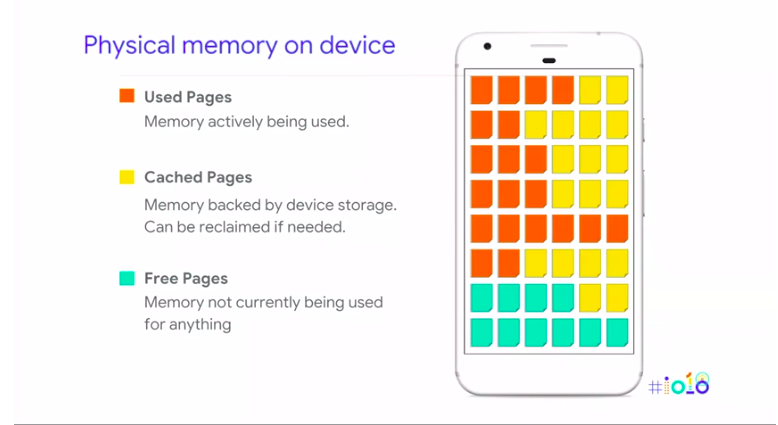 Physical memory on device
Used Pages
Memory actively being used.
Cached Pages
Memory backed by device storage.
Can be reclaimed if needed.
Free Pages
Memory not currently being used
for anything
#io18